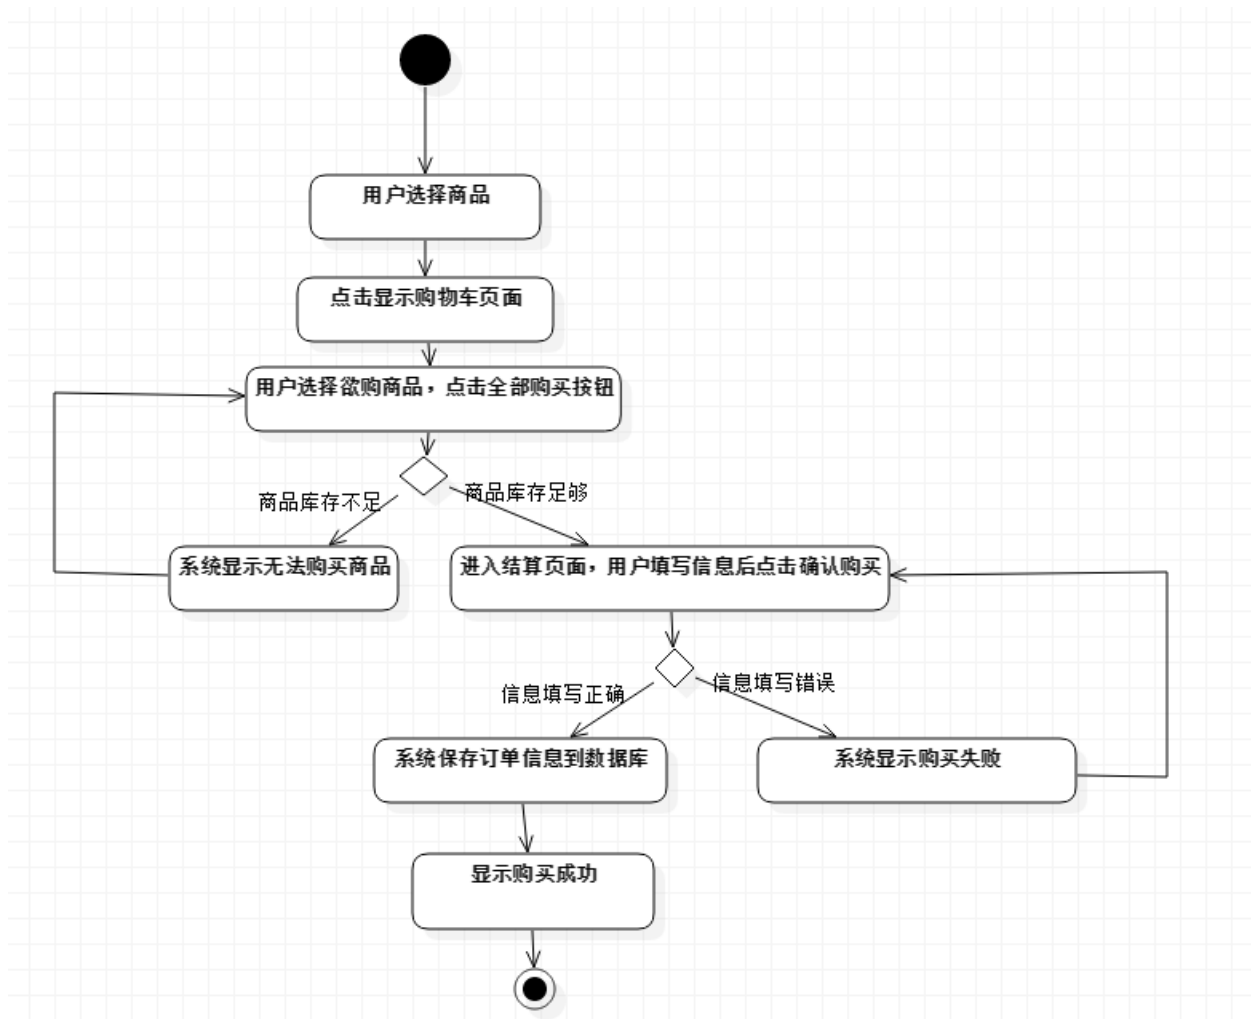 用户选择商品
点击显示购物车页面
用户选择欲购商品，点击全部购买按钮
商品库存不足
商品库存足够
系统显示无法购买商品
进入结算页面，用户填写信息后点击确认购买
信息填写正确
信息填写错误
系统保存订单信息到数据库
系统显示购买失败
显示购买成功